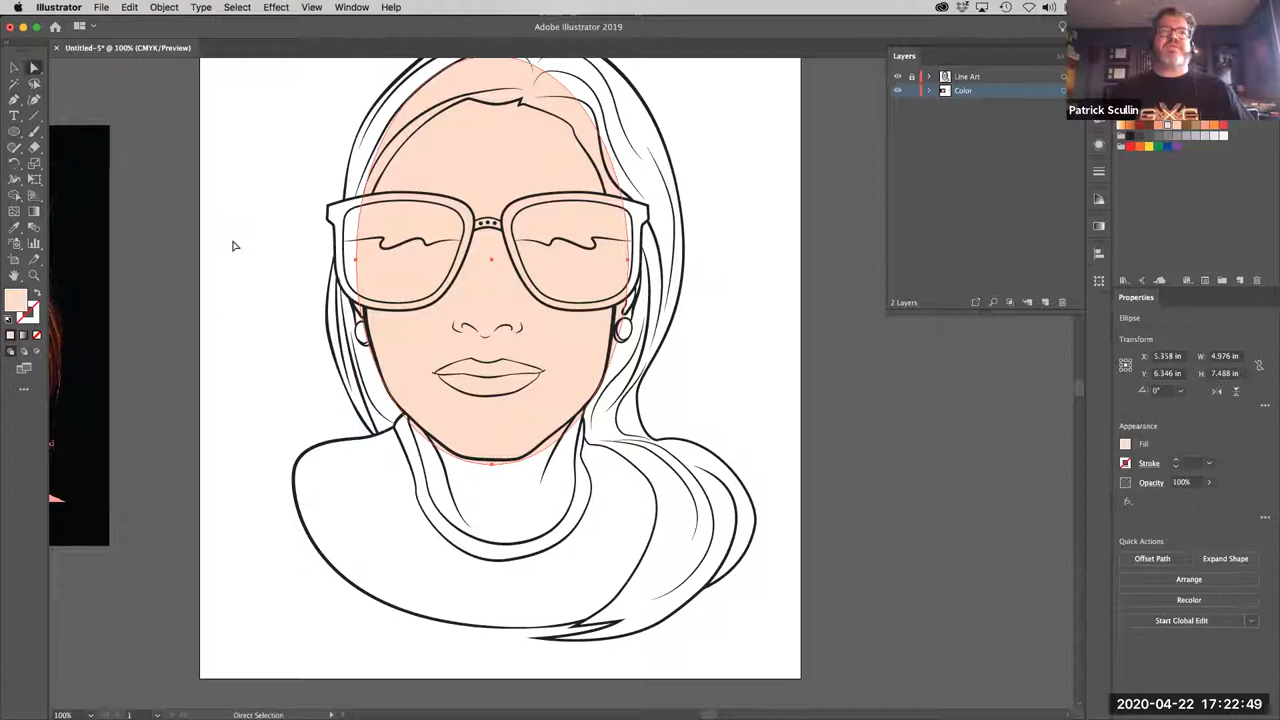 Illustrator File Edit Object Type Select Effect View Window Help
Adobe Illustrator 2019
× Untitled-5* @ 100% (CMYK/Preview)
Layers
Line Art
Color
2 Layers
Patrick Scullin
Properties
Ellipse
Transform
X: 5.358 in W: 4.976 in
Y: 6.346 in H: 7.488 in
0°
Appearance
Fill
Stroke
Opacity 100%
fx
Quick Actions
Offset Path Expand Shape
Arrange
Recolor
Start Global Edit
100% 1 Direct Selection
2020-04-22 17:22:49